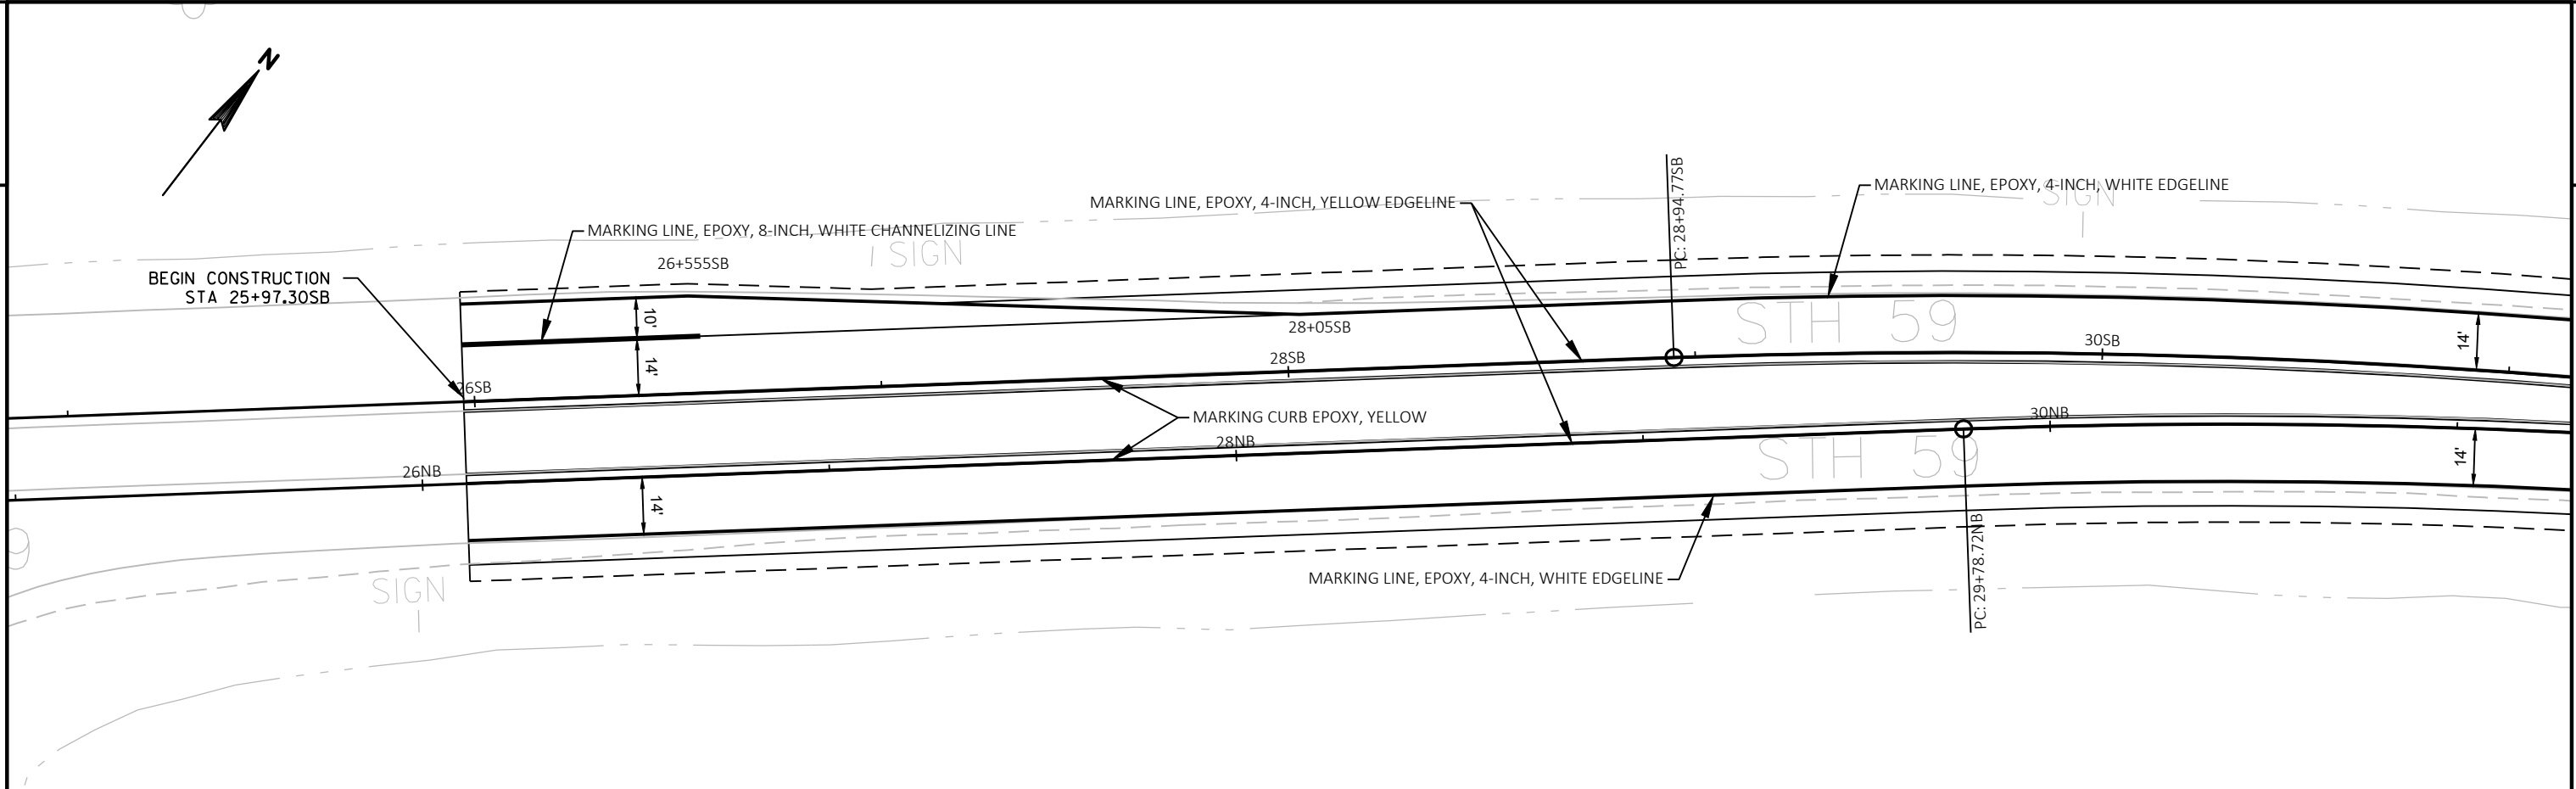 N
MARKING LINE, EPOXY, 4-INCH, WHITE EDGELINE
SIGN
MARKING LINE, EPOXY, 4-INCH, YELLOW EDGELINE
PC: 28+94.77SB
MARKING LINE, EPOXY, 8-INCH, WHITE CHANNELIZING LINE
SIGN
26+555SB
BEGIN CONSTRUCTION
STA 25+97.30SB
10'
28+05SB
STH 59
14'
30SB
28SB
14'
26SB
MARKING CURB EPOXY, YELLOW
30NB
28NB
26NB
STH 59
14'
14'
9
PC: 29+78.72NB
MARKING LINE, EPOXY, 4-INCH, WHITE EDGELINE
SIGN